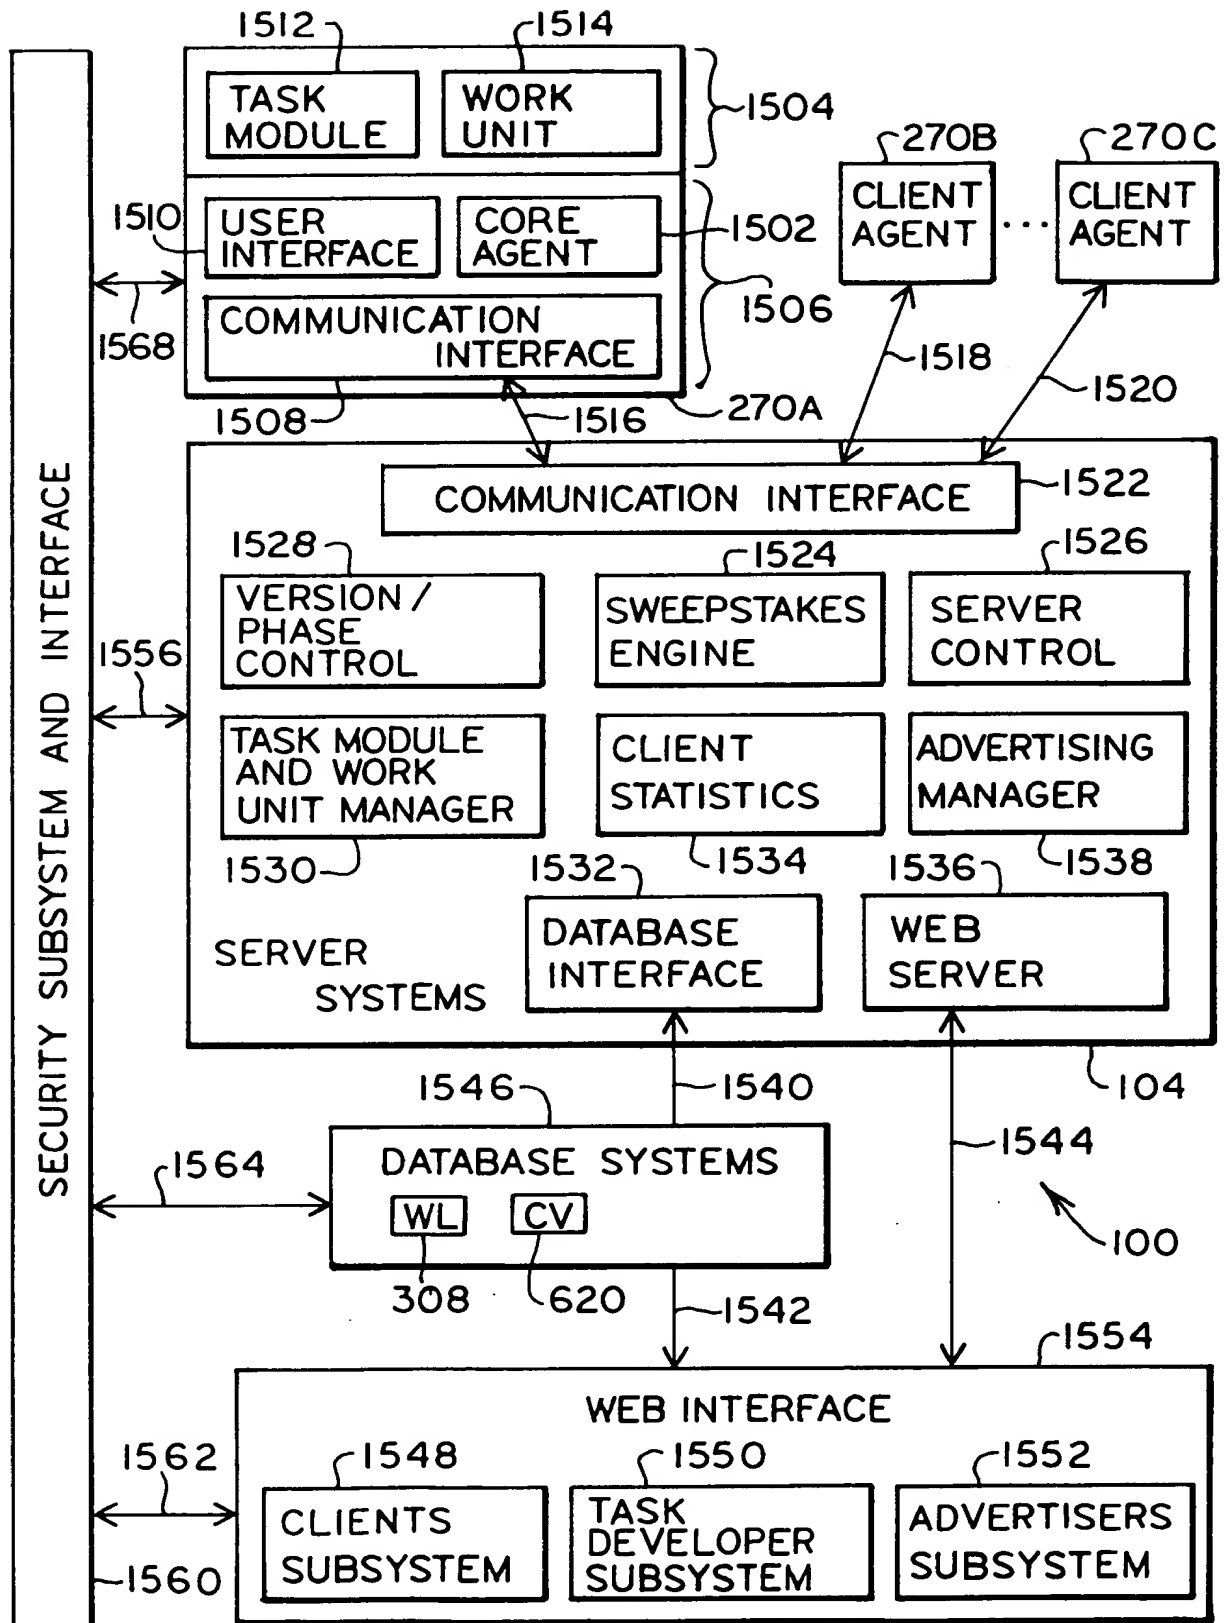 1512
1514
TASK
MODULE
WORK
UNIT
1504
270B
270C
CLIENT
AGENT
...
CLIENT
AGENT
1510
USER
INTERFACE
CORE
AGENT
1502
1506
COMMUNICATION
INTERFACE
1568
1508
1516
270A
1518
1520
SECURITY SUBSYSTEM AND INTERFACE
COMMUNICATION INTERFACE
1522
1528
1524
1526
VERSION /
PHASE
CONTROL
SWEEPSTAKES
ENGINE
SERVER
CONTROL
1556
TASK MODULE
AND WORK
UNIT MANAGER
CLIENT
STATISTICS
ADVERTISING
MANAGER
1530
1534
1538
1532
1536
SERVER
SYSTEMS
DATABASE
INTERFACE
WEB
SERVER
1546
1540
104
1544
1564
DATABASE SYSTEMS
WL
CV
100
308
620
1542
1554
WEB INTERFACE
1562
1548
1550
1552
CLIENTS
SUBSYSTEM
TASK
DEVELOPER
SUBSYSTEM
ADVERTISERS
SUBSYSTEM
1560